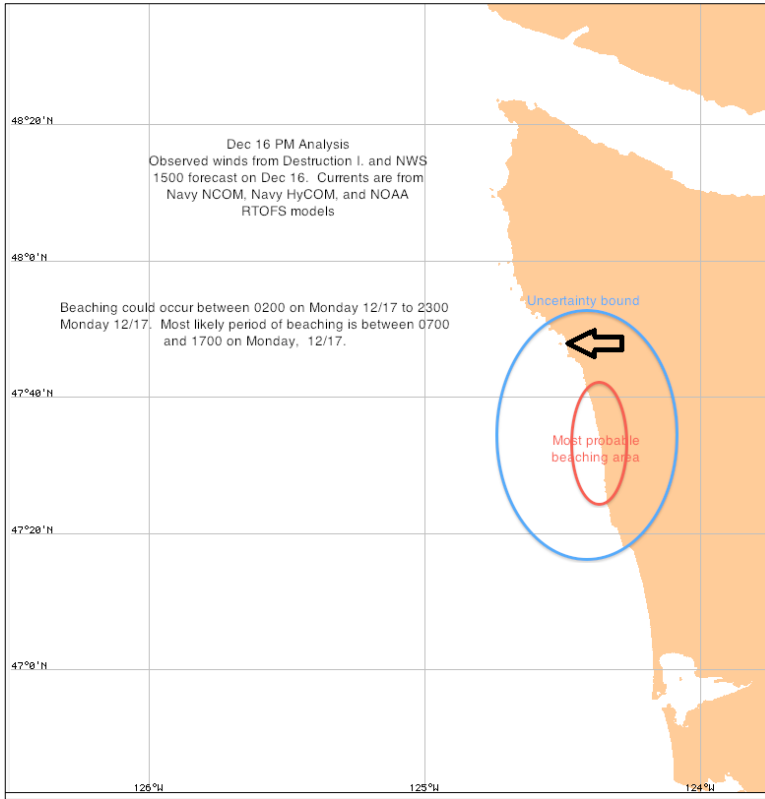 48°20'N
Dec 16 PM Analysis
Observed winds from Destruction I. and NWS
1500 forecast on Dec 16.  Currents are from
Navy NCOM, Navy HyCOM, and NOAA
RTOFS models
48°0'N
Beaching could occur between 0200 on Monday 12/17 to 2300
Monday 12/17.  Most likely period of beaching is between 0700
and 1700 on Monday,  12/17.
Uncertainty bound
47°40'N
Most probable
beaching area
47°20'N
47°0'N
126°W
125°W
124°W